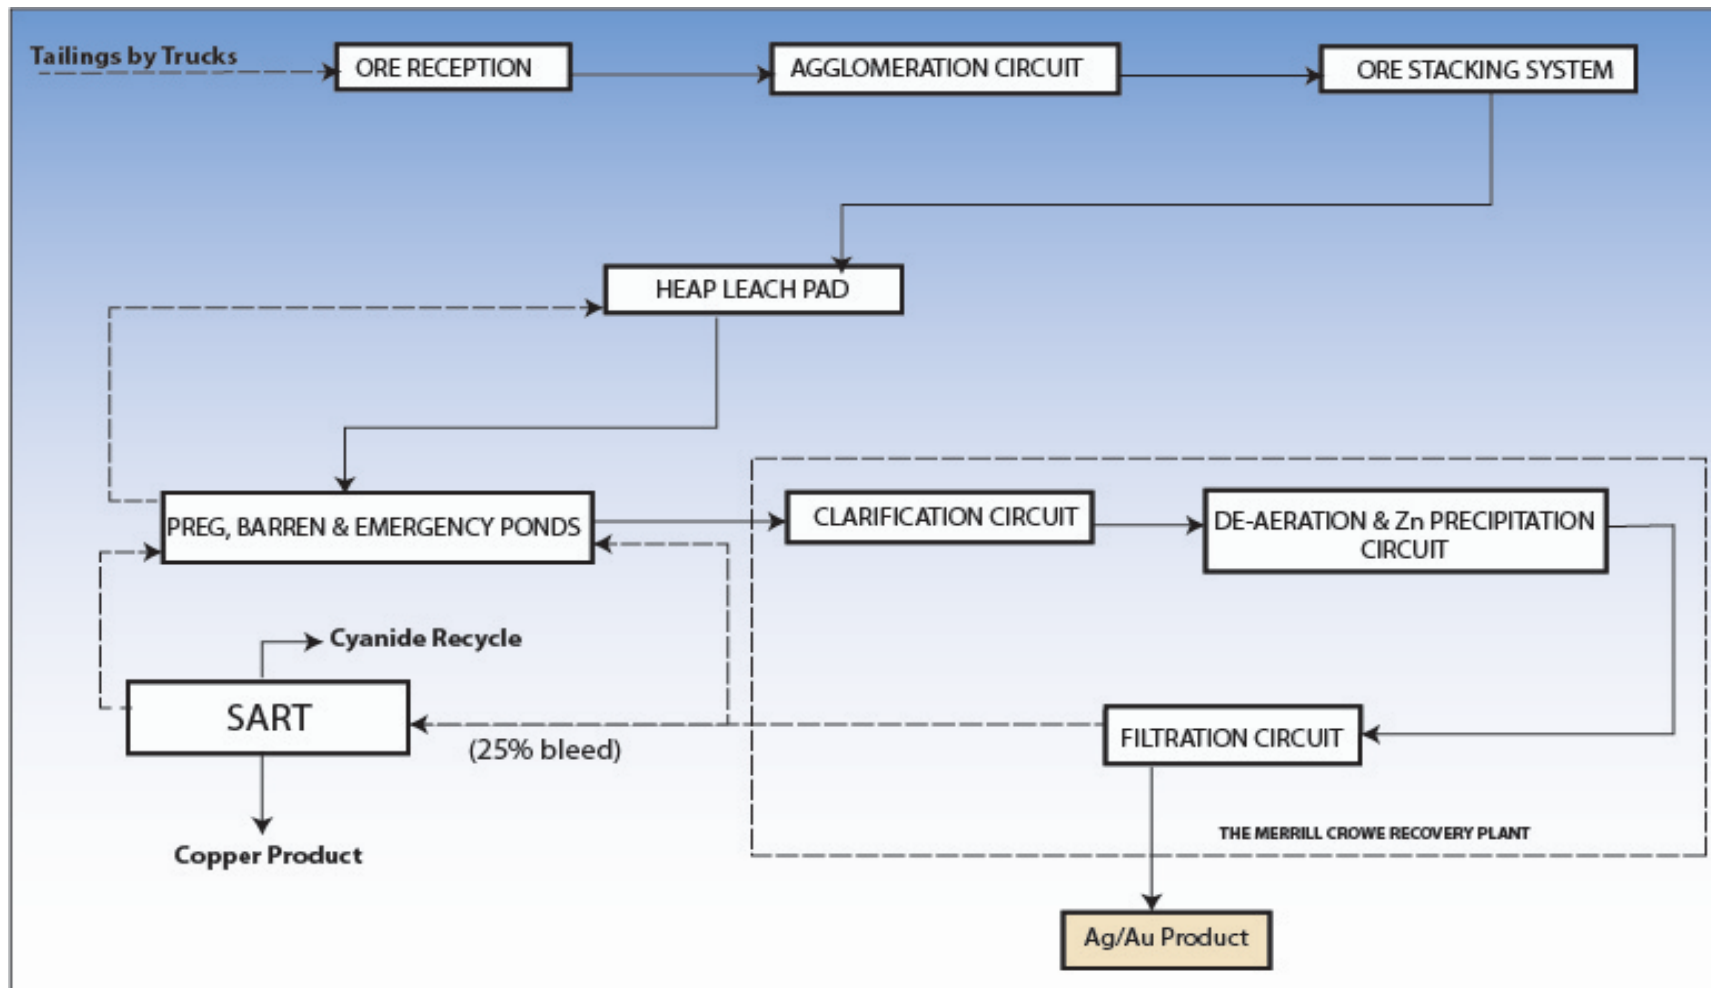 Tailings by Trucks
ORE RECEPTION
AGGLOMERATION CIRCUIT
ORE STACKING SYSTEM
HEAP LEACH PAD
PREG, BARREN & EMERGENCY PONDS
CLARIFICATION CIRCUIT
DE-AERATION & Zn PRECIPITATION
CIRCUIT
Cyanide Recycle
SART
(25% bleed)
FILTRATION CIRCUIT
THE MERRILL CROWE RECOVERY PLANT
Copper Product
Ag/Au Product